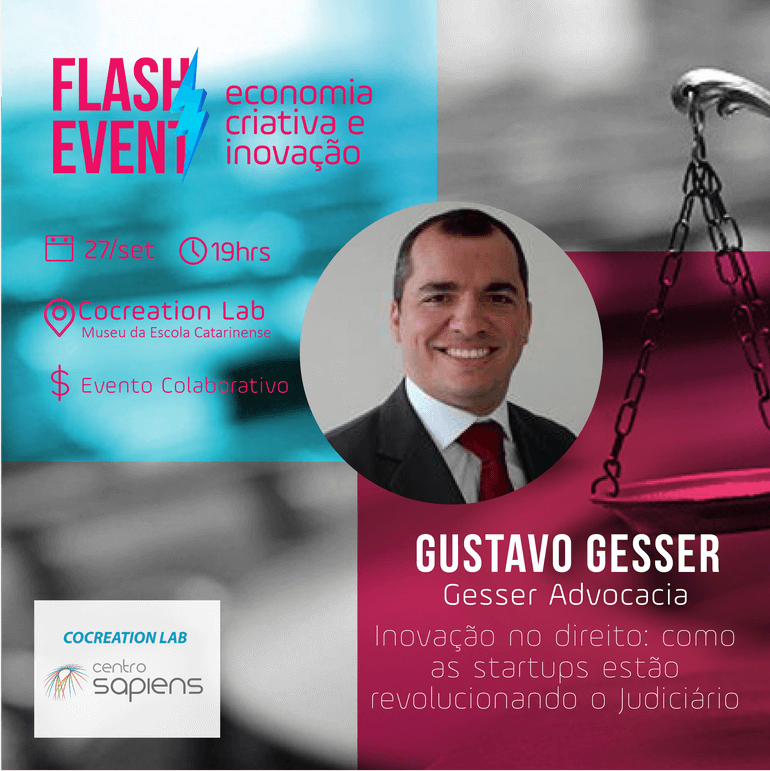 FLASH
EVENT
economia
criativa e
inovação
27/set
19hrs
Cocreation Lab
Museu da Escola Catarinense
$ Evento Colaborativo
GUSTAVO GESSER
Gesser Advocacia
Inovação no direito: como
as startups estão
revolucionando o Judiciário
COCREATION LAB
centro
sapiens